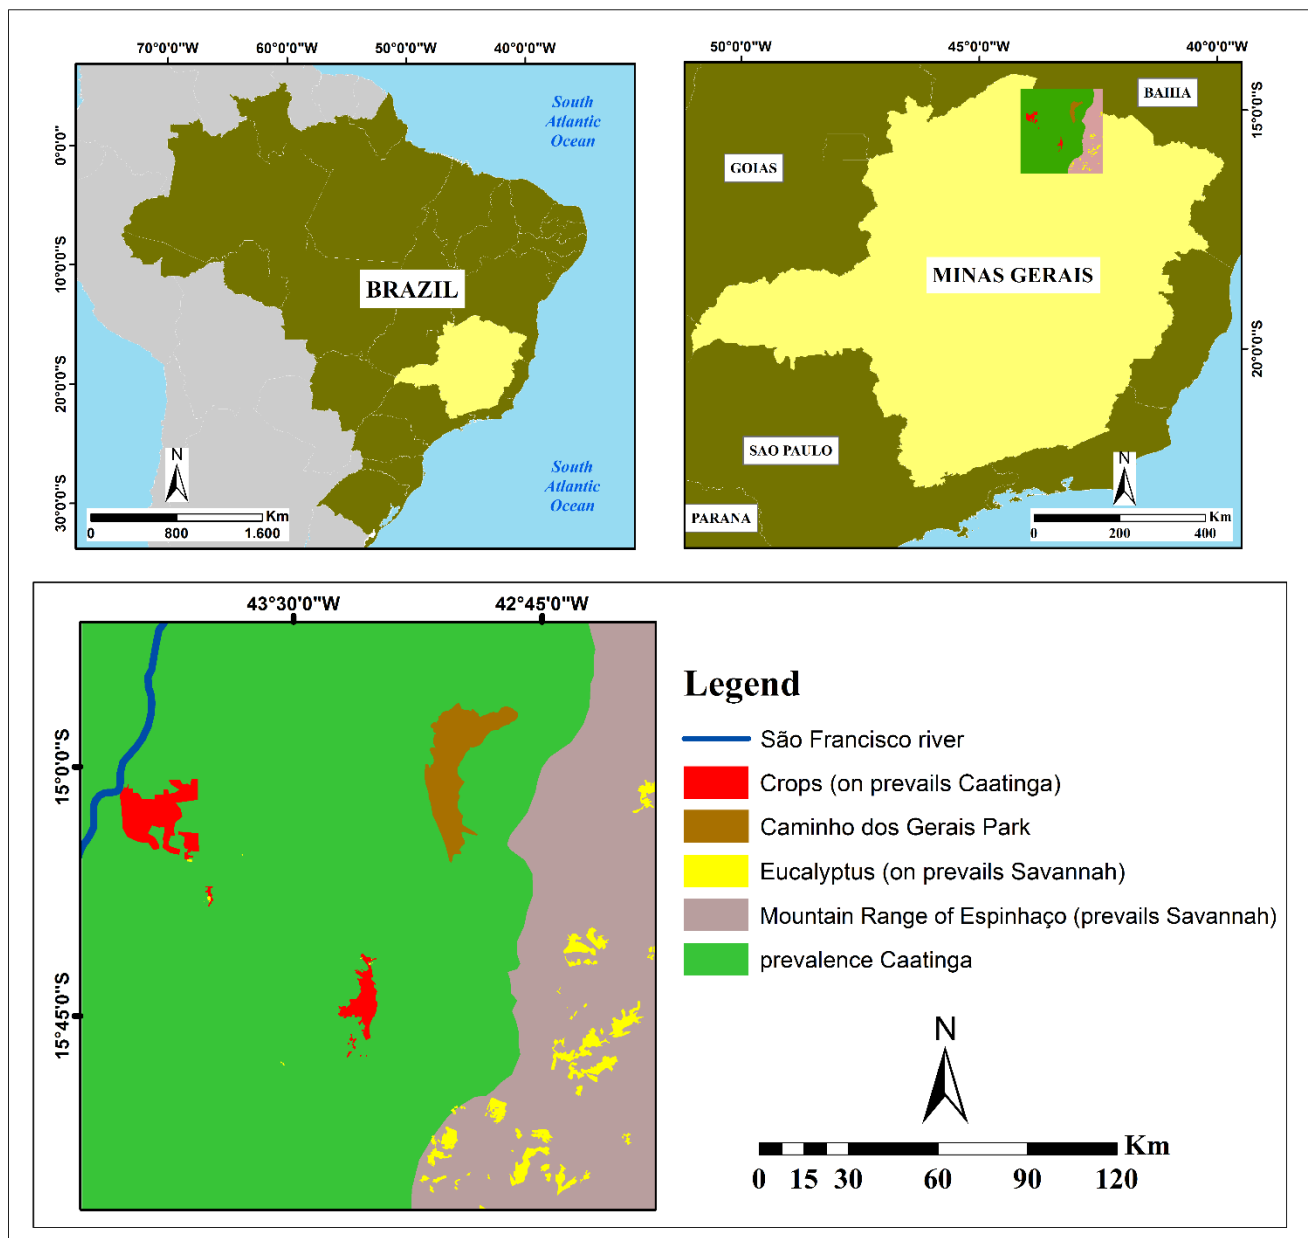 70°0'0"W 60°0'0"W 50°0'0"W 40°0'0"W
0°0'0"
10°0'0"S
20°0'0"S
30°0'0"S
South
Atlantic
Ocean
BRAZIL
South
Atlantic
Ocean
N
Km
0 800 1.600
50°0'0"W 45°0'0"W 40°0'0"W
15°0'0"S
20°0'0"S
BAHIA
GOIAS
MINAS GERAIS
SAO PAULO
PARANA
N
Km
0 200 400
43°30'0"W 42°45'0"W
15°0'0"S
15°45'0"S
Legend
São Francisco river
Crops (on prevails Caatinga)
Caminho dos Gerais Park
Eucalyptus (on prevails Savannah)
Mountain Range of Espinhaço (prevails Savannah)
prevalence Caatinga
N
Km
0 15 30 60 90 120